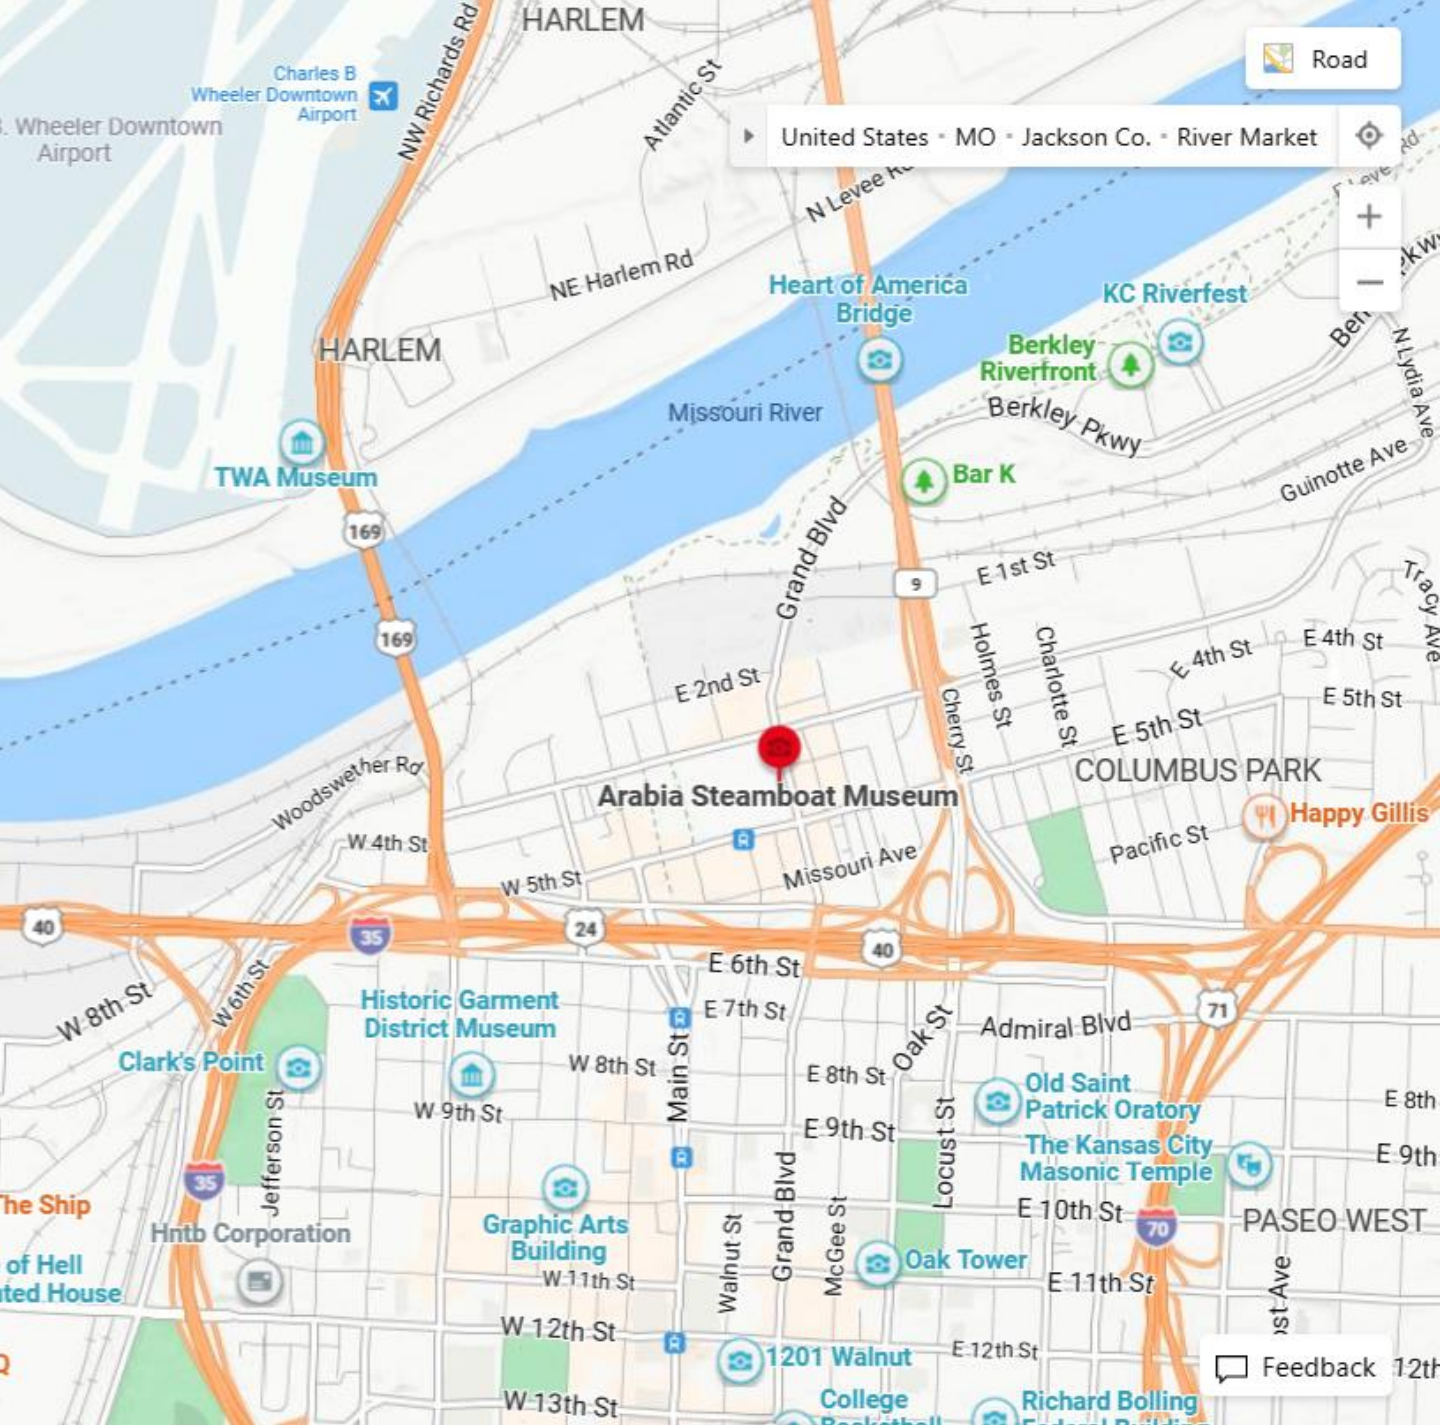 HARLEM
NW Richards Rd
Charles B
Wheeler Downtown
Airport
Wheeler Downtown
Airport
Atlantic St
Road
United States • MO • Jackson Co. • River Market
N Levee
NE Harlem Rd
Heart of America
Bridge
KC Riverfest
Berkley
Riverfront
HARLEM
Missouri River
Berkley Pkwy
N Lydia Ave
TWA Museum
Bar K
Guinotte Ave
169
Grand Blvd
E 1st St
9
Tracy Ave
169
Holmes St
Charlotte St
E 4th St
E 4th St
E 2nd St
E 5th St
Cherry St
E 5th St
Woodswether Rd
COLUMBUS PARK
Arabia Steamboat Museum
Happy Gillis
W 4th St
Pacific St
Missouri Ave
W 5th St
40
35
24
40
E 6th St
W 6th St
W 8th St
Historic Garment
District Museum
E 7th St
71
Admiral Blvd
Oak St
Clark's Point
W 8th St
E 8th St
Main St
Old Saint
Patrick Oratory
E 8th
W 9th St
E 9th St
Jefferson St
Locust St
The Kansas City
Masonic Temple
E 9th
35
The Ship
Hntb Corporation
Graphic Arts
Building
Walnut St
Grand Blvd
McGee St
E 10th St
70
PASEO WEST
of Hell
House
W 11th St
Oak Tower
E 11th St
W 12th St
1201 Walnut
E 12th St
Feedback
12th
W 13th St
College
Richard Bolling